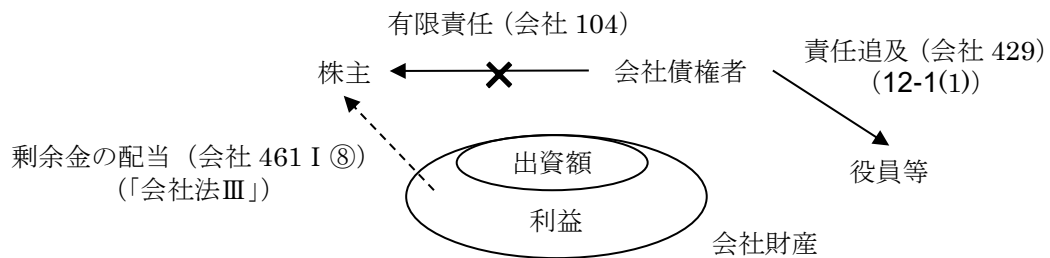 有限責任（会社 104）
株主
会社債権者
責任追及（会社 429）
（12-1(1)）
剰余金の配当（会社 461 I ⑧）
（「会社法Ⅲ」）
出資額
利益
役員等
会社財産